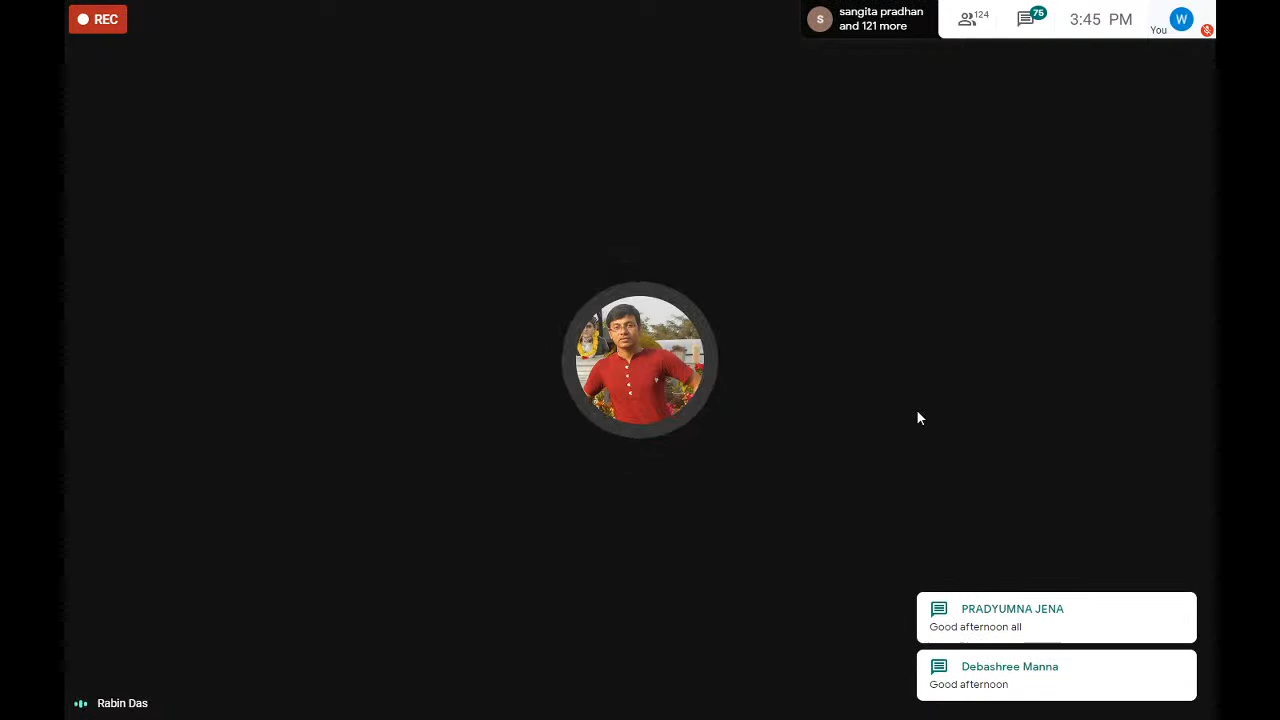 REC
S
sangita pradhan
and 121 more
124
75
3:45 PM
You
W
PRADYUMNA JENA
Good afternoon all
Debashree Manna
Good afternoon
Rabin Das